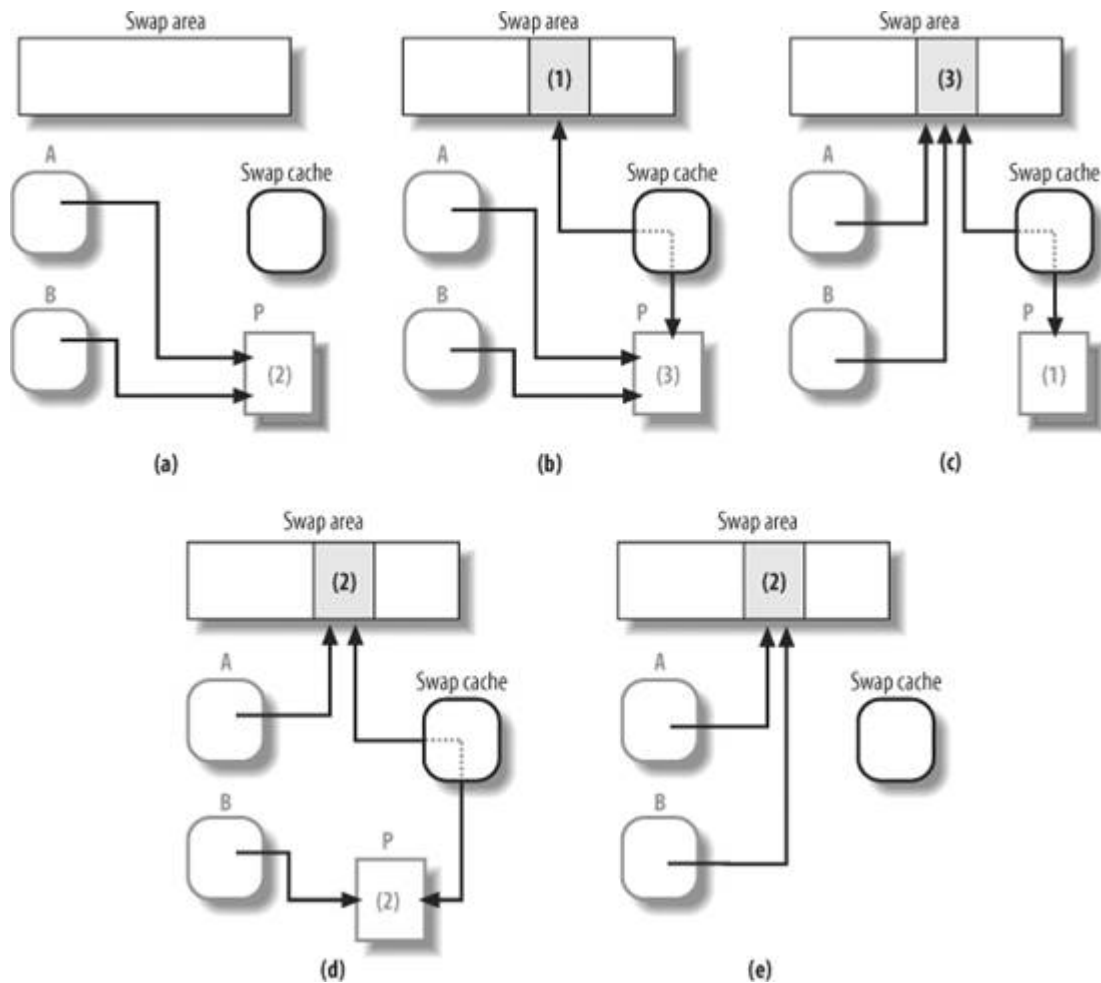 Swap area
A
Swap cache
B
P
(2)
(a)
Swap area
(1)
A
Swap cache
B
P
(3)
(b)
Swap area
(3)
A
Swap cache
B
P
(1)
(c)
Swap area
(2)
A
Swap cache
B
P
(2)
(d)
Swap area
(2)
A
Swap cache
B
(e)